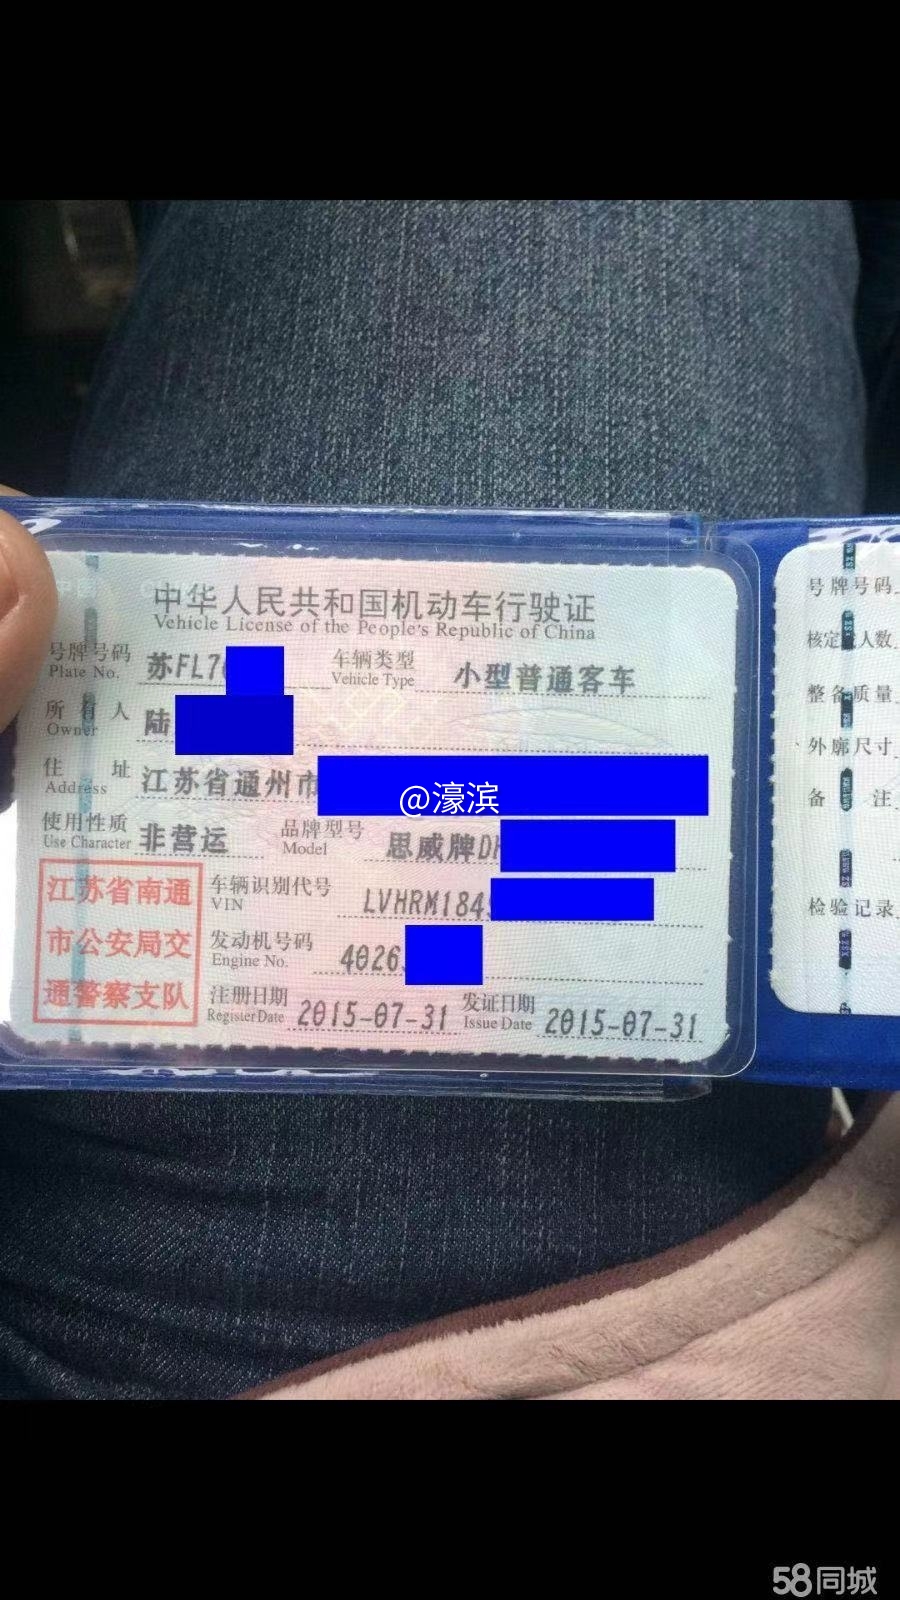 中华人民共和国机动车行驶证
Vehicle License of the People's Republic of China
号牌号码 苏FL7 车辆类型 小型普通客车
Plate No. Vehicle Type
所有人 陆
Owner
住址 江苏省通州市
Address
@濠滨
使用性质 非营运 品牌型号 思威牌DH
Use Character Model
江苏省南通
市公安局交
通警察支队
车辆识别代号 LVHRM184
VIN
发动机号码 4026
Engine No.
注册日期 2015-07-31 发证日期 2015-07-31
Register Date Issue Date
号牌号码
核定 人数
整备质量
外廓尺寸
备注
检验记录
58同城